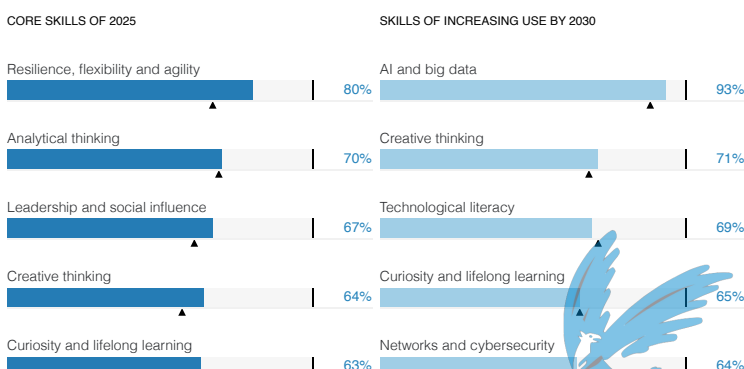 CORE SKILLS OF 2025
Resilience, flexibility and agility
80%
Analytical thinking
70%
Leadership and social influence
67%
Creative thinking
64%
Curiosity and lifelong learning
63%
SKILLS OF INCREASING USE BY 2030
AI and big data
93%
Creative thinking
71%
Technological literacy
69%
Curiosity and lifelong learning
65%
Networks and cybersecurity
64%